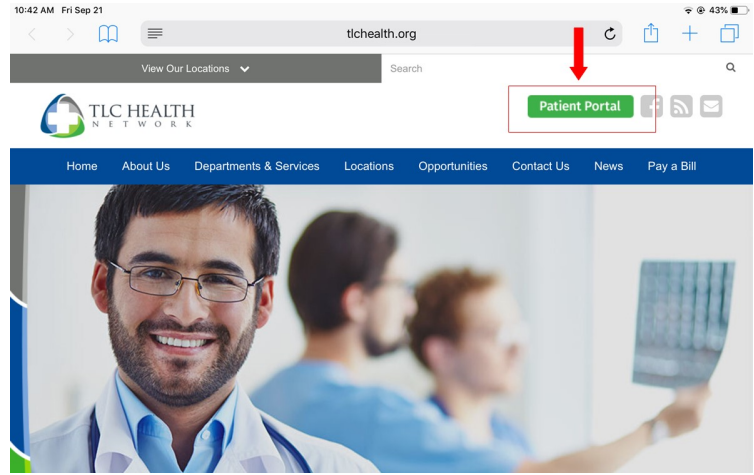 10:42 AM Fri Sep 21
43%
tlchealth.org
View Our Locations
Search
Patient Portal
TLC HEALTH
NETWORK
Home About Us Departments & Services Locations Opportunities Contact Us News Pay a Bill